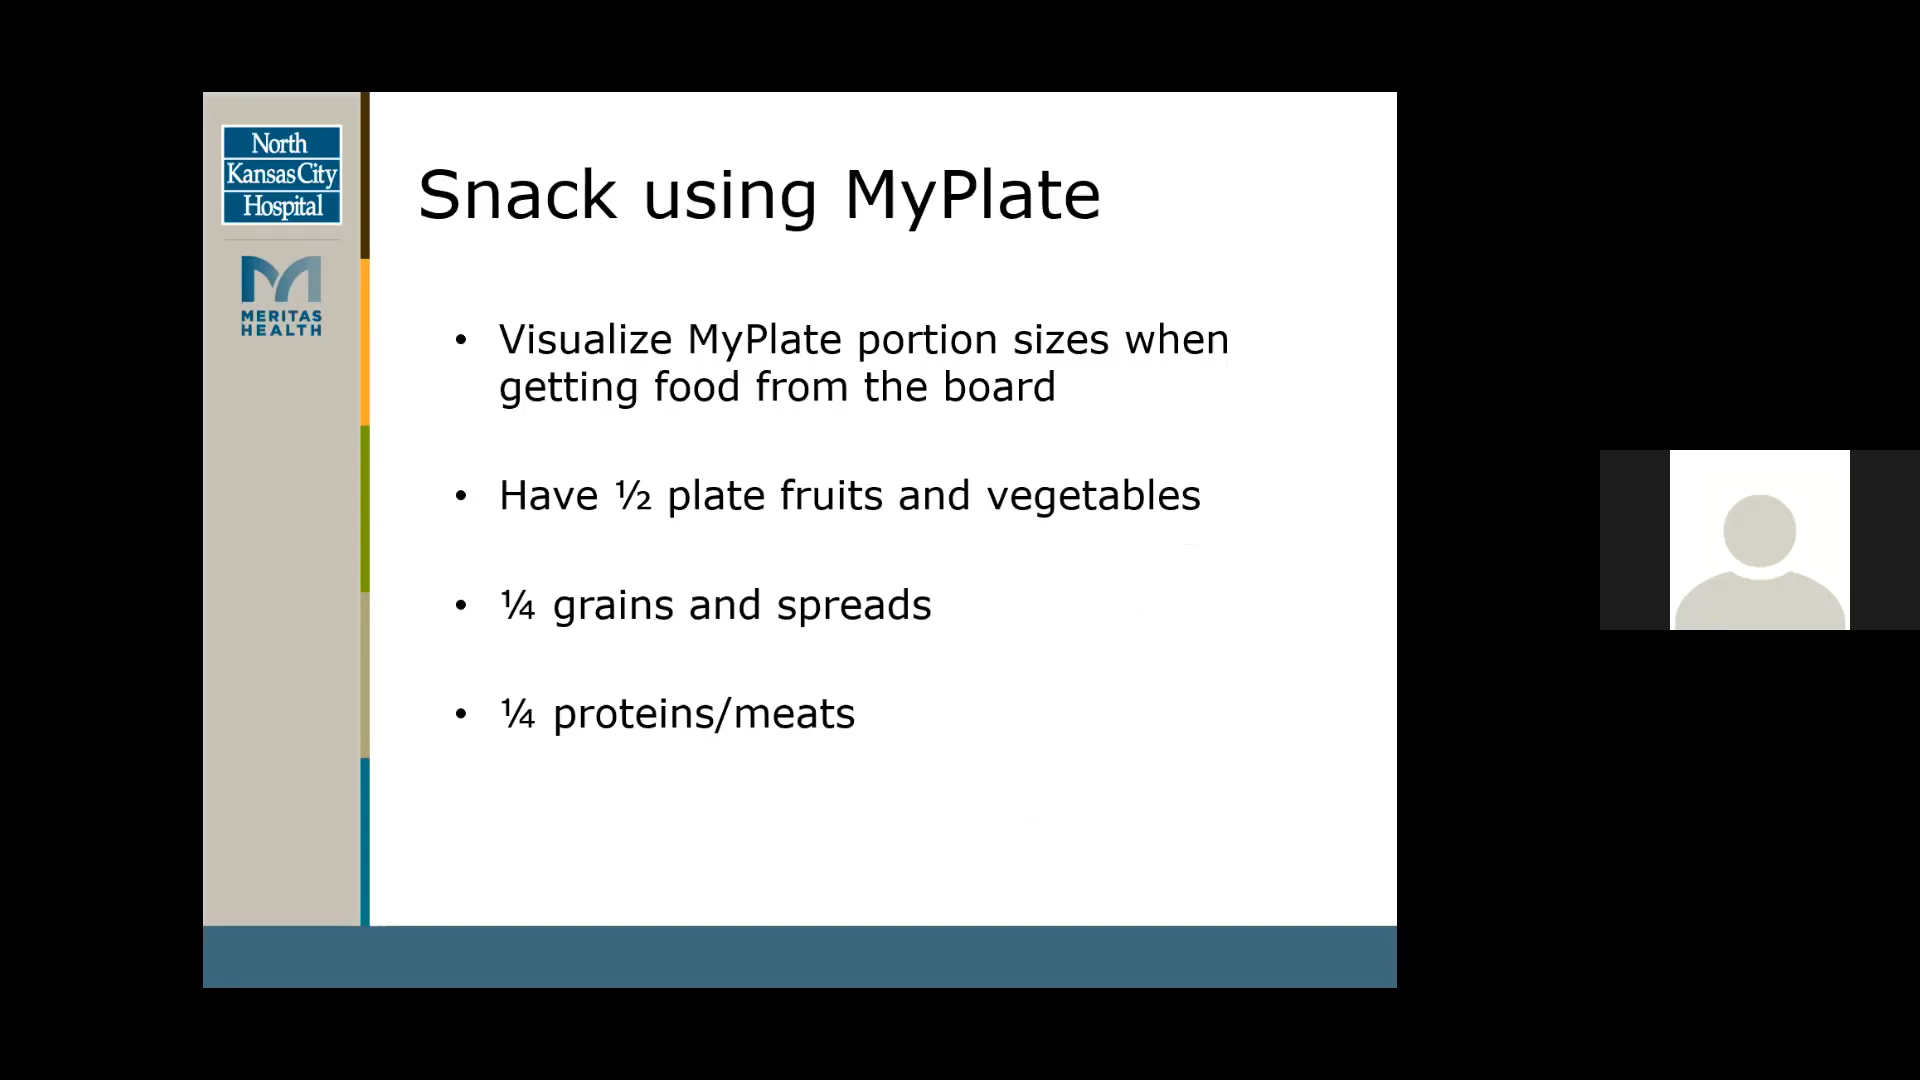 North
Kansas City
Hospital
MERITAS
HEALTH
Snack using MyPlate
• Visualize MyPlate portion sizes when
getting food from the board
• Have ½ plate fruits and vegetables
• ¼ grains and spreads
• ¼ proteins/meats